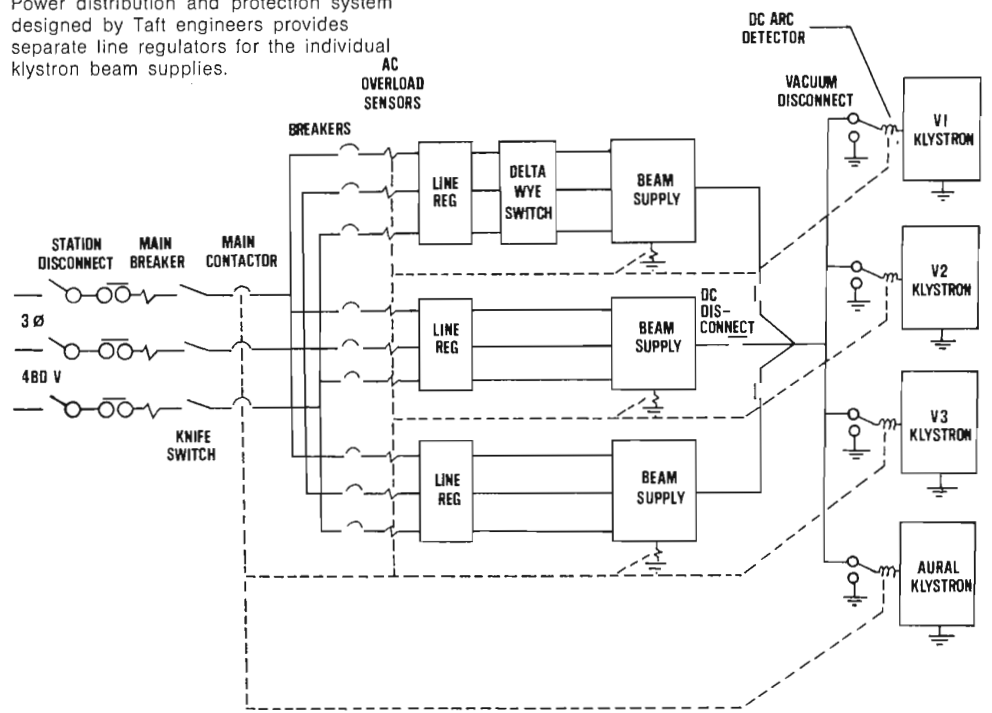 Power distribution and protection system
designed by Taft engineers provides
separate line regulators for the individual
klystron beam supplies.
AC
OVERLOAD
SENSORS
BREAKERS
DC ARC
DETECTOR
VACUUM
DISCONNECT
V1
KLYSTRON
LINE
REG
DELTA
WYE
SWITCH
BEAM
SUPPLY
STATION
DISCONNECT
MAIN
BREAKER
MAIN
CONTACTOR
V2
KLYSTRON
3 Ø
480 V
LINE
REG
BEAM
SUPPLY
DC
DIS-
CONNECT
KNIFE
SWITCH
V3
KLYSTRON
LINE
REG
BEAM
SUPPLY
AURAL
KLYSTRON